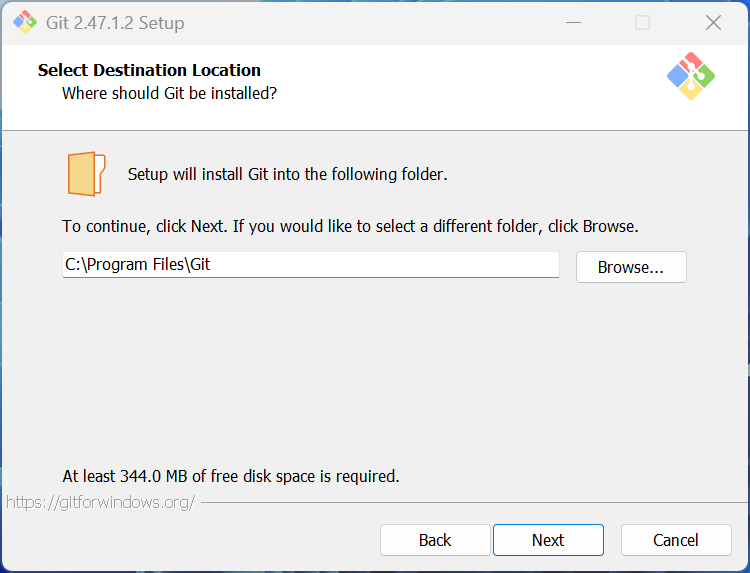 Git 2.47.1.2 Setup
Select Destination Location
Where should Git be installed?
Setup will install Git into the following folder.
To continue, click Next. If you would like to select a different folder, click Browse.
C:\Program Files\Git
Browse...
At least 344.0 MB of free disk space is required.
https://gitforwindows.org/
Back
Next
Cancel